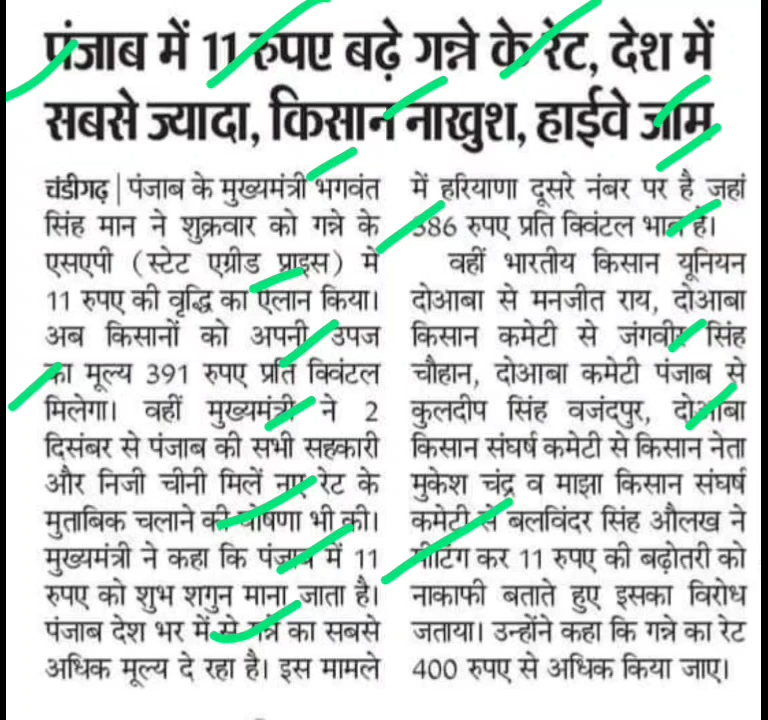 पंजाब में 11 रुपए बढ़े गन्ने के रेट, देश में
सबसे ज्यादा, किसान नाखुश, हाईवे जाम
चंडीगढ़ | पंजाब के मुख्यमंत्री भगवंत
सिंह मान ने शुक्रवार को गन्ने के
एसएपी (स्टेट एग्रीड प्राइस) में
11 रुपए की वृद्धि का ऐलान किया।
अब किसानों को अपनी उपज
का मूल्य 391 रुपए प्रति क्विंटल
मिलेगा। वहीं मुख्यमंत्री ने 2
दिसंबर से पंजाब की सभी सहकारी
और निजी चीनी मिलें नए रेट के
मुताबिक चलाने की घोषणा भी की।
मुख्यमंत्री ने कहा कि पंजाब में 11
रुपए को शुभ शगुन माना जाता है।
पंजाब देश भर में से गन्ने का सबसे
अधिक मूल्य दे रहा है। इस मामले
में हरियाणा दूसरे नंबर पर है जहां
386 रुपए प्रति क्विंटल भाव है।
वहीं भारतीय किसान यूनियन
दोआबा से मनजीत राय, दोआबा
किसान कमेटी से जंगवीर सिंह
चौहान, दोआबा कमेटी पंजाब से
कुलदीप सिंह वजंदपुर, दोआबा
किसान संघर्ष कमेटी से किसान नेता
मुकेश चंद्र व माझा किसान संघर्ष
कमेटी से बलविंदर सिंह औलख ने
मीटिंग कर 11 रुपए की बढ़ोतरी को
नाकाफी बताते हुए इसका विरोध
जताया। उन्होंने कहा कि गन्ने का रेट
400 रुपए से अधिक किया जाए।